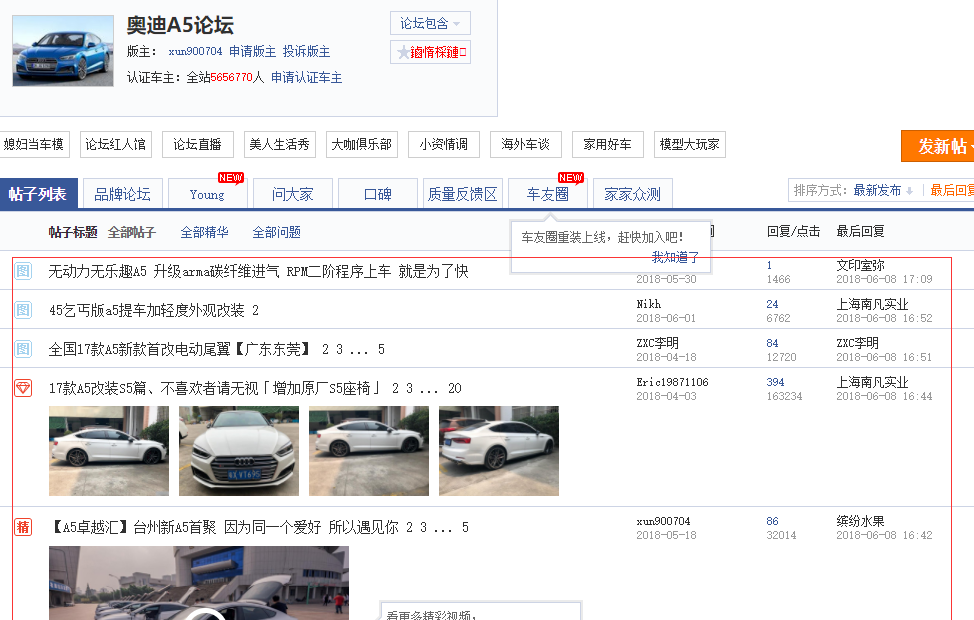 奥迪A5论坛
论坛包含
版主： xun900704 申请版主 投诉版主
认证车主：全站5656770人 申请认证车主
媳妇当车模 论坛红人馆 论坛直播 美人生活秀 大咖俱乐部 小资情调 海外车谈 家用好车 模型大玩家
发新帖
帖子列表 品牌论坛 Young NEW 问大家 口碑 质量反馈区 车友圈 NEW 家家众测
排序方式： 最新发布 最后回复
帖子标题 全部帖子 全部精华 全部问题
车友圈重装上线，赶快加入吧！
我知道了
回复/点击 最后回复
图 无动力无乐趣A5 升级arma碳纤维进气 RPM二阶程序上车 就是为了快
2018-05-30
1
1466
文印室弥
2018-06-08 17:09
图 45乞丐版a5提车加轻度外观改装 2
Nikh
2018-06-01
24
6762
上海南凡实业
2018-06-08 16:52
图 全国17款A5新款首改电动尾翼【广东东莞】 2 3 ... 5
ZXC李明
2018-04-18
84
12720
ZXC李明
2018-06-08 16:51
17款A5改装S5篇、不喜欢者请无视「增加原厂S5座椅」 2 3 ... 20
Eric19871106
2018-04-03
394
163234
上海南凡实业
2018-06-08 16:44
精 【A5卓越汇】台州新A5首聚 因为同一个爱好 所以遇见你 2 3 ... 5
xun900704
2018-05-18
86
32014
缤纷水果
2018-06-08 16:42
看更多精彩视频，